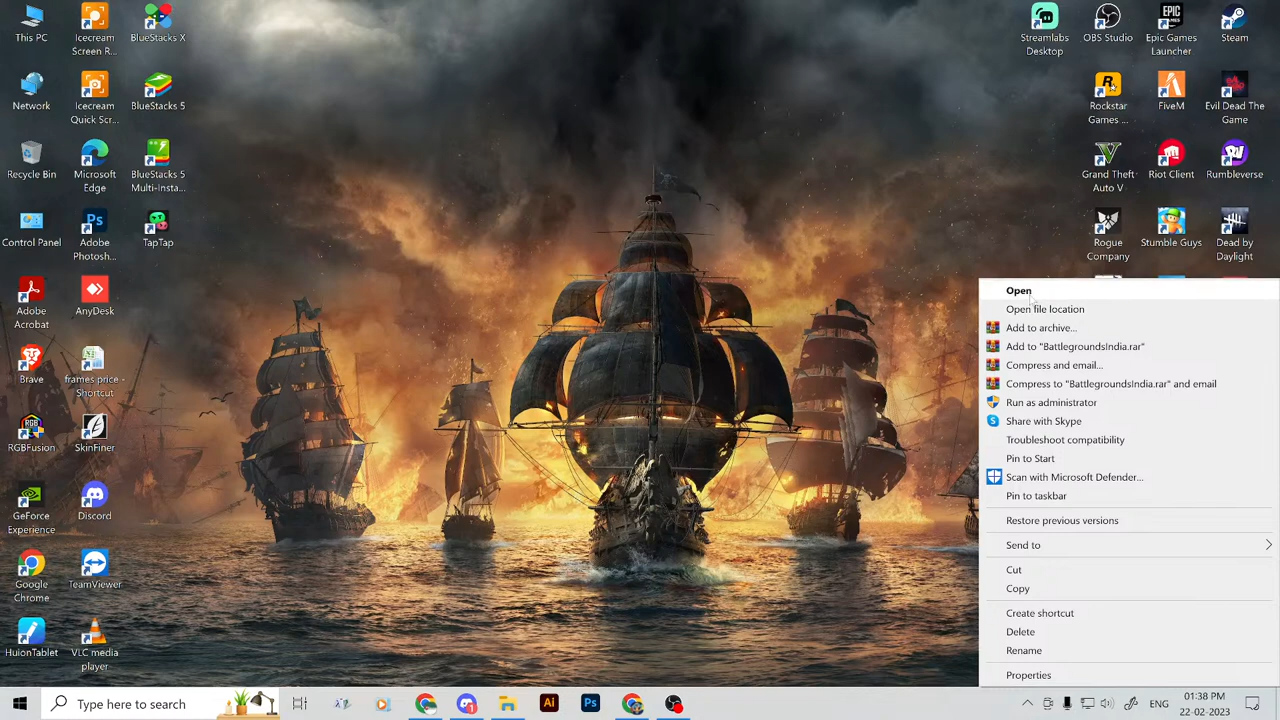 This PC
Icecream
Screen R...
BlueStacks X
Network
Icecream
Quick Scr...
BlueStacks 5
Recycle Bin
Microsoft
Edge
BlueStacks 5
Multi-Insta...
Control Panel
Adobe
Photosh...
TapTap
Adobe
Acrobat
AnyDesk
Brave
frames price -
Shortcut
RGBFusion
SkinFiner
GeForce
Experience
Discord
Google
Chrome
TeamViewer
HuionTablet
VLC media
player
Streamlabs
Desktop
OBS Studio
Epic Games
Launcher
Steam
Rockstar
Games ...
FiveM
Evil Dead The
Game
Grand Theft
Auto V
Riot Client
Rumbleverse
Rogue
Company
Stumble Guys
Dead by
Daylight
Open
Open file location
Add to archive...
Add to "BattlegroundsIndia.rar"
Compress and email...
Compress to "BattlegroundsIndia.rar" and email
Run as administrator
Share with Skype
Troubleshoot compatibility
Pin to Start
Scan with Microsoft Defender...
Pin to taskbar
Restore previous versions
Send to
Cut
Copy
Create shortcut
Delete
Rename
Properties
Type here to search
ENG
01:38 PM
22-02-2023